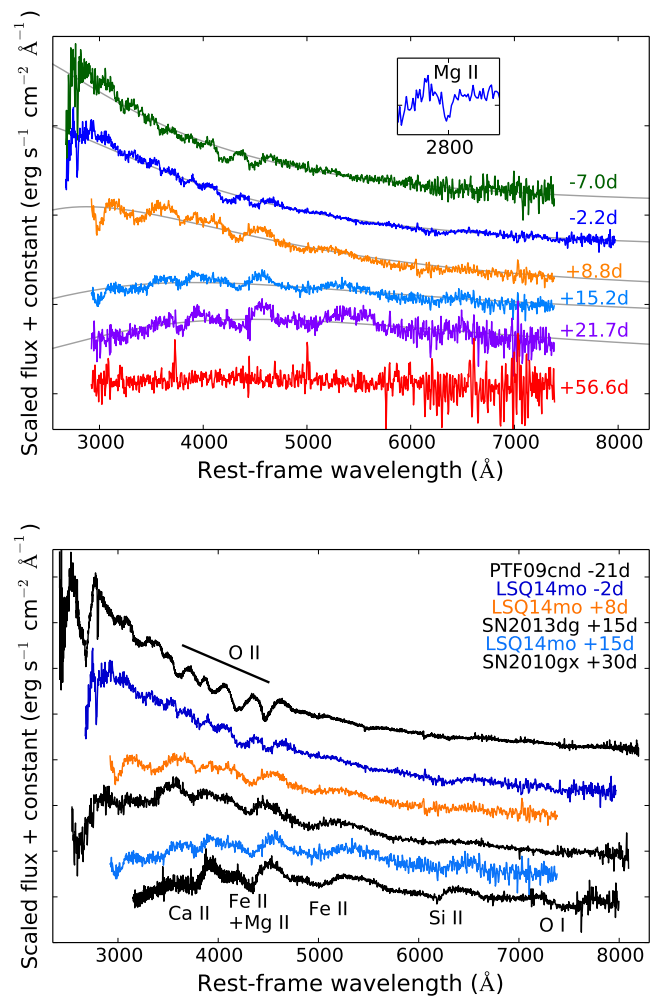 Scaled flux + constant (erg s⁻¹ cm⁻² Å⁻¹)
Mg II
2800
-7.0d
-2.2d
+8.8d
+15.2d
+21.7d
+56.6d
3000 4000 5000 6000 7000 8000
Rest-frame wavelength (Å)
Scaled flux + constant (erg s⁻¹ cm⁻² Å⁻¹)
PTF09cnd -21d
LSQ14mo -2d
LSQ14mo +8d
SN2013dg +15d
LSQ14mo +15d
SN2010gx +30d
O II
Ca II
Fe II
+Mg II
Fe II
Si II
O I
3000 4000 5000 6000 7000 8000
Rest-frame wavelength (Å)